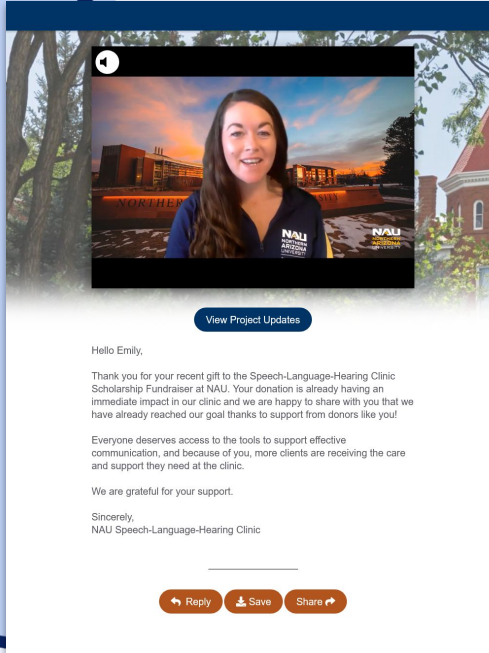 NORTHER
SITY
NAU
NORTHERN
ARIZONA
UNIVERSITY
NAU
NORTHERN
ARIZONA
UNIVERSITY
View Project Updates
Hello Emily,
Thank you for your recent gift to the Speech-Language-Hearing Clinic
Scholarship Fundraiser at NAU. Your donation is already having an
immediate impact in our clinic and we are happy to share with you that we
have already reached our goal thanks to support from donors like you!
Everyone deserves access to the tools to support effective
communication, and because of you, more clients are receiving the care
and support they need at the clinic.
We are grateful for your support.
Sincerely,
NAU Speech-Language-Hearing Clinic
Reply
Save
Share